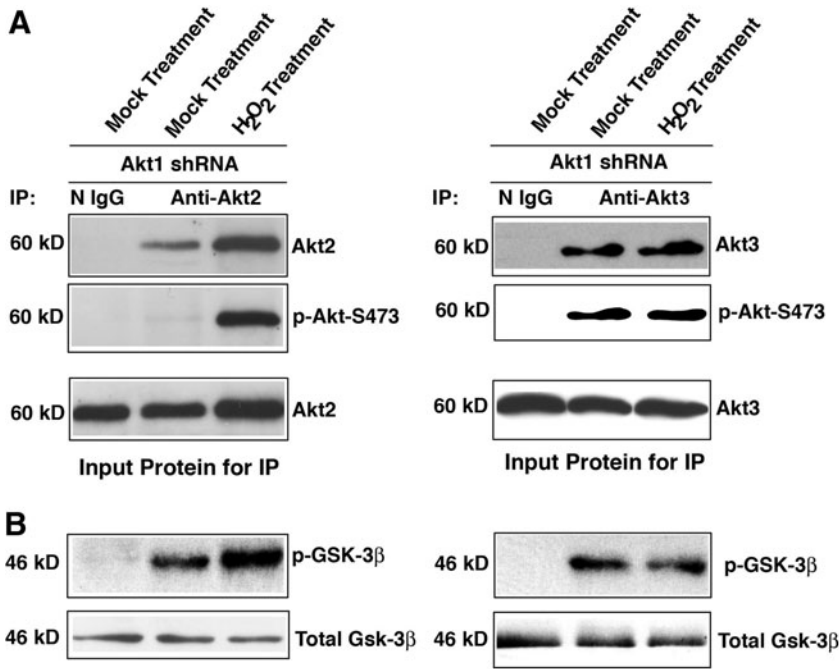 A
Mock Treatment
Mock Treatment
H2O2 Treatment
Akt1 shRNA
IP: N IgG Anti-Akt2
60 kD Akt2
60 kD p-Akt-S473
60 kD Akt2
Input Protein for IP
Mock Treatment
Mock Treatment
H2O2 Treatment
Akt1 shRNA
IP: N IgG Anti-Akt3
60 kD Akt3
60 kD p-Akt-S473
60 kD Akt3
Input Protein for IP
B
46 kD p-GSK-3β
46 kD Total Gsk-3β
46 kD p-GSK-3β
46 kD Total Gsk-3β